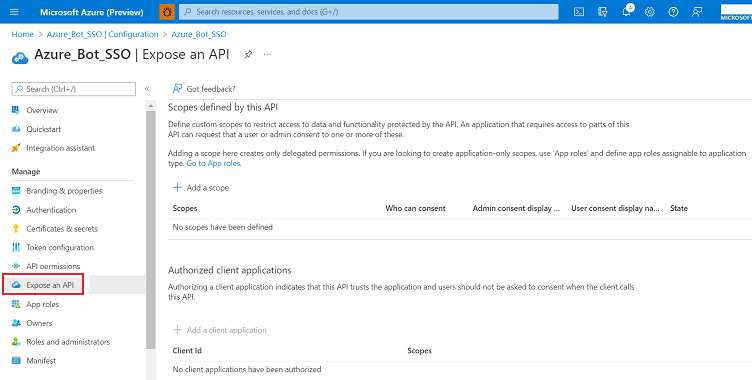 Microsoft Azure (Preview)
Search resources, services, and docs (G+/)
4
MICROSOFT
Home > Azure_Bot_SSO | Configuration > Azure_Bot_SSO
Azure_Bot_SSO | Expose an API
Search (Ctrl+/)
Got feedback?
Overview
Quickstart
Integration assistant
Manage
Branding & properties
Authentication
Certificates & secrets
Token configuration
API permissions
Expose an API
App roles
Owners
Roles and administrators
Manifest
Scopes defined by this API
Define custom scopes to restrict access to data and functionality protected by the API. An application that requires access to parts of this
API can request that a user or admin consent to one or more of these.
Adding a scope here creates only delegated permissions. If you are looking to create application-only scopes, use 'App roles' and define app roles assignable to application
type. Go to App roles.
Add a scope
Scopes Who can consent Admin consent display ... User consent display na... State
No scopes have been defined
Authorized client applications
Authorizing a client application indicates that this API trusts the application and users should not be asked to consent when the client calls
this API.
Add a client application
Client Id Scopes
No client applications have been authorized